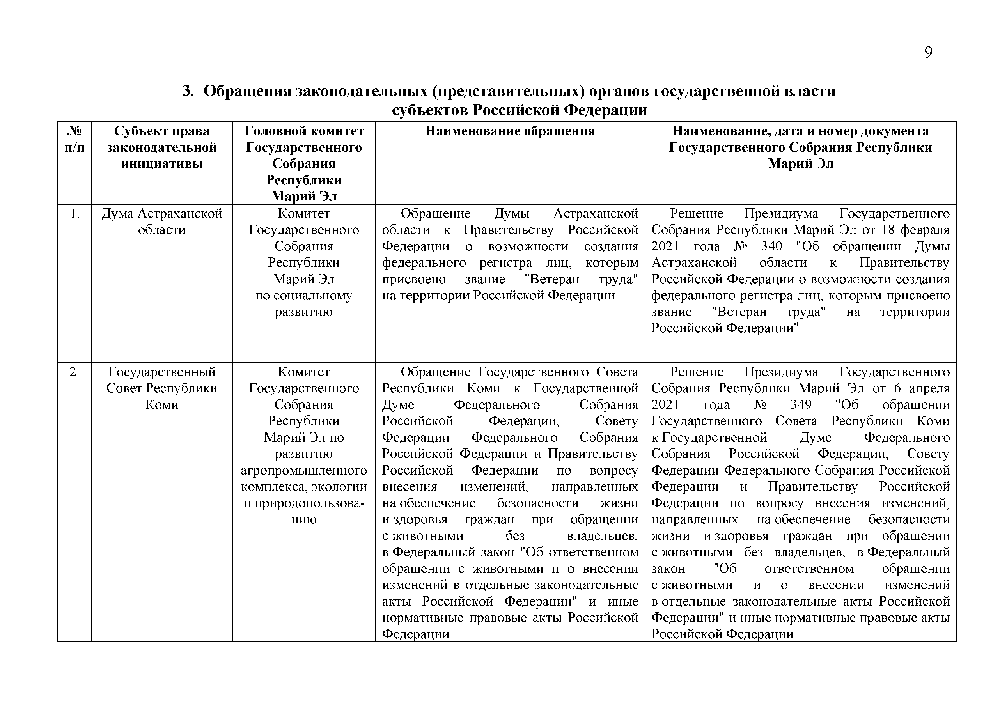 9
3. Обращения законодательных (представительных) органов государственной власти
субъектов Российской Федерации
№
п/п
Субъект права
законодательной
инициативы
Головной комитет
Государственного
Собрания
Республики
Марий Эл
Наименование обращения
Наименование, дата и номер документа
Государственного Собрания Республики
Марий Эл
1.
Дума Астраханской
области
Комитет
Государственного
Собрания
Республики
Марий Эл
по социальному
развитию
Обращение Думы Астраханской
области к Правительству Российской
Федерации о возможности создания
федерального регистра лиц, которым
присвоено звание "Ветеран труда"
на территории Российской Федерации
Решение Президиума Государственного
Собрания Республики Марий Эл от 18 февраля
2021 года № 340 "Об обращении Думы
Астраханской области к Правительству
Российской Федерации о возможности создания
федерального регистра лиц, которым присвоено
звание "Ветеран труда" на территории
Российской Федерации"
2.
Государственный
Совет Республики
Коми
Комитет
Государственного
Собрания
Республики
Марий Эл по
развитию
агропромышленного
комплекса, экологии
и природопользова-
нию
Обращение Государственного Совета
Республики Коми к Государственной
Думе Федерального Собрания
Российской Федерации, Совету
Федерации Федерального Собрания
Российской Федерации и Правительству
Российской Федерации по вопросу
внесения изменений, направленных
на обеспечение безопасности жизни
и здоровья граждан при обращении
с животными без владельцев,
в Федеральный закон "Об ответственном
обращении с животными и о внесении
изменений в отдельные законодательные
акты Российской Федерации" и иные
нормативные правовые акты Российской
Федерации
Решение Президиума Государственного
Собрания Республики Марий Эл от 6 апреля
2021 года № 349 "Об обращении
Государственного Совета Республики Коми
к Государственной Думе Федерального
Собрания Российской Федерации, Совету
Федерации Федерального Собрания Российской
Федерации и Правительству Российской
Федерации по вопросу внесения изменений,
направленных на обеспечение безопасности
жизни и здоровья граждан при обращении
с животными без владельцев, в Федеральный
закон "Об ответственном обращении
с животными и о внесении изменений
в отдельные законодательные акты Российской
Федерации" и иные нормативные правовые акты
Российской Федерации